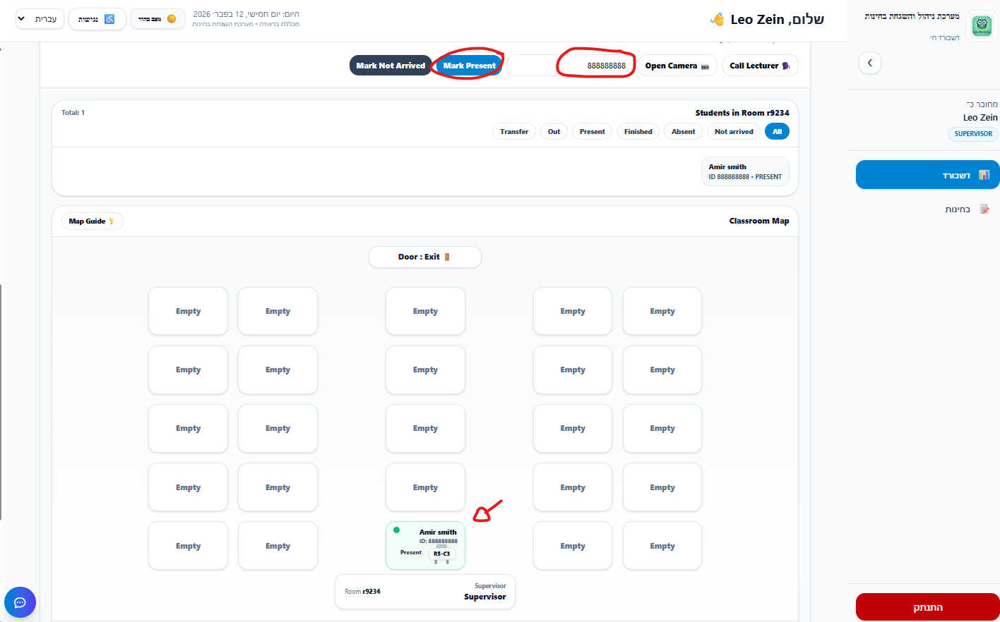 מערכת ניהול והשגחת בחינות
דשבורד חי
שלום, Leo Zein
היום: יום חמישי, 12 בפבר׳ 2026
מכללת בראודה • מערכת השגחת בחינות
מצב בהיר
נגישות
עברית
מחובר כ־
Leo Zein
SUPERVISOR
דשבורד
בחינות
התנתק
Call Lecturer
Open Camera
888888888
Mark Present
Mark Not Arrived
Students in Room r9234
Total: 1
All
Not arrived
Absent
Finished
Present
Out
Transfer
Amir smith
ID 888888888 • PRESENT
Classroom Map
Map Guide
Door : Exit
Empty Empty Empty Empty Empty
Empty Empty Empty Empty Empty
Empty Empty Empty Empty Empty
Empty Empty Empty Empty Empty
Empty Empty
Amir smith
ID: 888888888
Present
R5-C3
Empty Empty
Supervisor
Supervisor
Room r9234